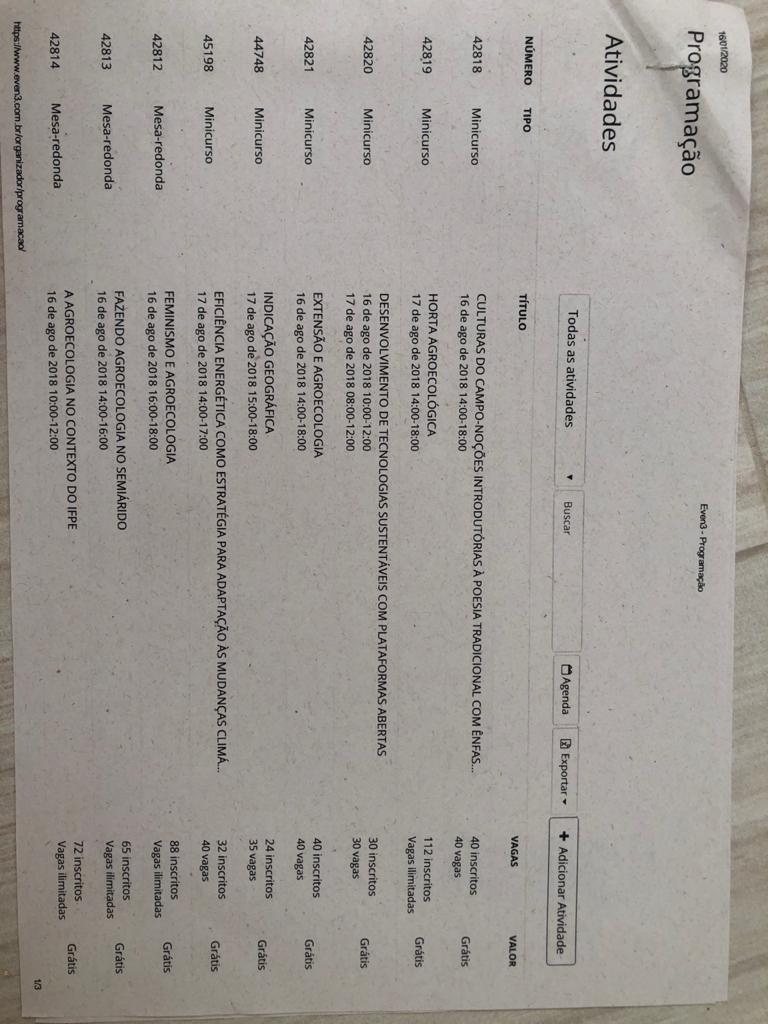 16/01/2020
Even3 - Programação
Programação
Atividades
Todas as atividades Buscar Agenda Exportar + Adicionar Atividade
NÚMERO TIPO TÍTULO VAGAS VALOR
42818 Minicurso CULTURAS DO CAMPO-NOÇÕES INTRODUTÓRIAS À POESIA TRADICIONAL COM ÊNFAS... 40 inscritos Grátis
16 de ago de 2018 14:00-18:00 40 vagas
42819 Minicurso HORTA AGROECOLÓGICA 112 inscritos Grátis
17 de ago de 2018 14:00-18:00 Vagas ilimitadas
42820 Minicurso DESENVOLVIMENTO DE TECNOLOGIAS SUSTENTÁVEIS COM PLATAFORMAS ABERTAS 30 inscritos Grátis
16 de ago de 2018 10:00-12:00 30 vagas
17 de ago de 2018 08:00-12:00
42821 Minicurso EXTENSÃO E AGROECOLOGIA 40 inscritos Grátis
16 de ago de 2018 14:00-18:00 40 vagas
44748 Minicurso INDICAÇÃO GEOGRÁFICA 24 inscritos Grátis
17 de ago de 2018 15:00-18:00 35 vagas
45198 Minicurso EFICIÊNCIA ENERGÉTICA COMO ESTRATÉGIA PARA ADAPTAÇÃO ÀS MUDANÇAS CLIMÁ... 32 inscritos Grátis
17 de ago de 2018 14:00-17:00 40 vagas
42812 Mesa-redonda FEMINISMO E AGROECOLOGIA 88 inscritos Grátis
16 de ago de 2018 16:00-18:00 Vagas ilimitadas
42813 Mesa-redonda FAZENDO AGROECOLOGIA NO SEMIÁRIDO 65 inscritos Grátis
16 de ago de 2018 14:00-16:00 Vagas ilimitadas
42814 Mesa-redonda A AGROECOLOGIA NO CONTEXTO DO IFPE 72 inscritos Grátis
16 de ago de 2018 10:00-12:00 Vagas ilimitadas
https://www.even3.com.br/organizador/programacao/ 1/3